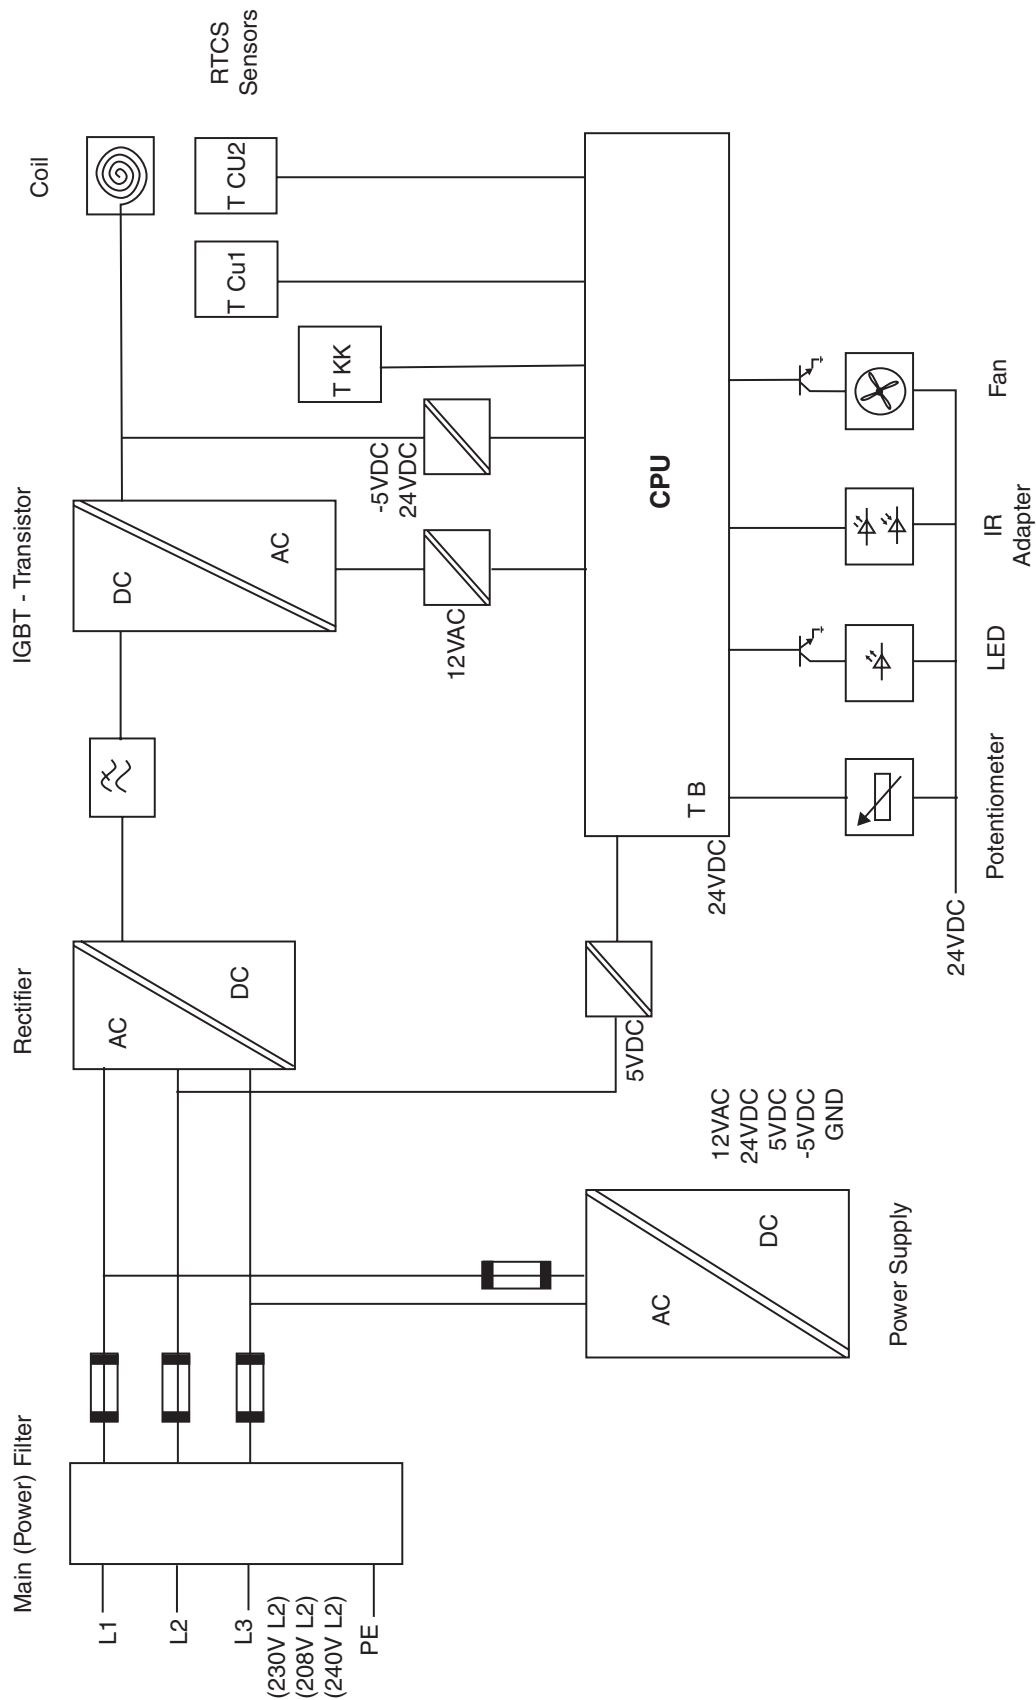 Main (Power) Filter
Rectifier
IGBT - Transistor
Coil
L1
L2
L3
(230V L2)
(208V L2)
(240V L2)
PE
AC
DC
DC
AC
RTCS
Sensors
T CU2
T Cu1
T KK
-5VDC
24VDC
12VAC
CPU
T B
24VDC
5VDC
AC
DC
Power Supply
12VAC
24VDC
5VDC
-5VDC
GND
24VDC
Potentiometer
LED
IR
Adapter
Fan